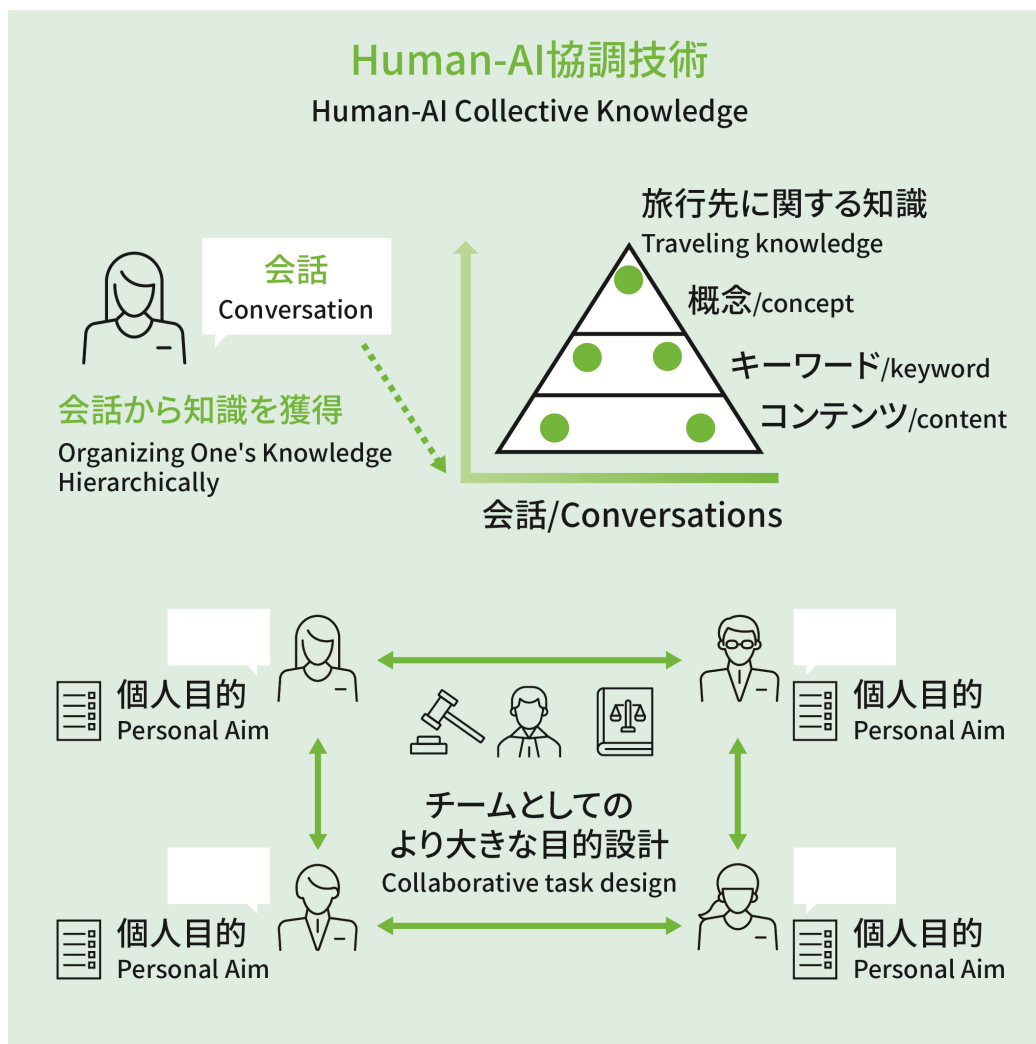 Human-AI協調技術
Human-AI Collective Knowledge
旅行先に関する知識
Traveling knowledge
会話
Conversation
概念/concept
キーワード/keyword
コンテンツ/content
会話から知識を獲得
Organizing One's Knowledge
Hierarchically
会話/Conversations
個人目的
Personal Aim
個人目的
Personal Aim
チームとしての
より大きな目的設計
Collaborative task design
個人目的
Personal Aim
個人目的
Personal Aim